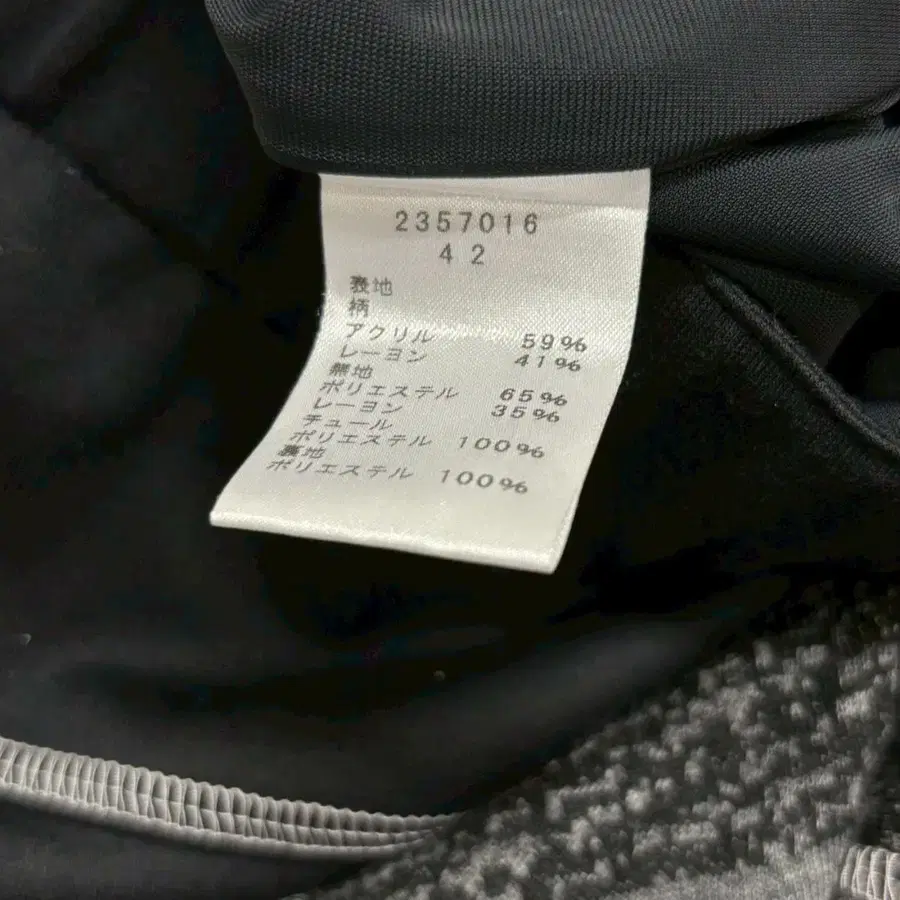 2357016
42
表地
柄
アクリル 59%
レーヨン 41%
無地
ポリエステル 65%
レーヨン 35%
チュール
ポリエステル 100%
裏地
ポリエステル 100%